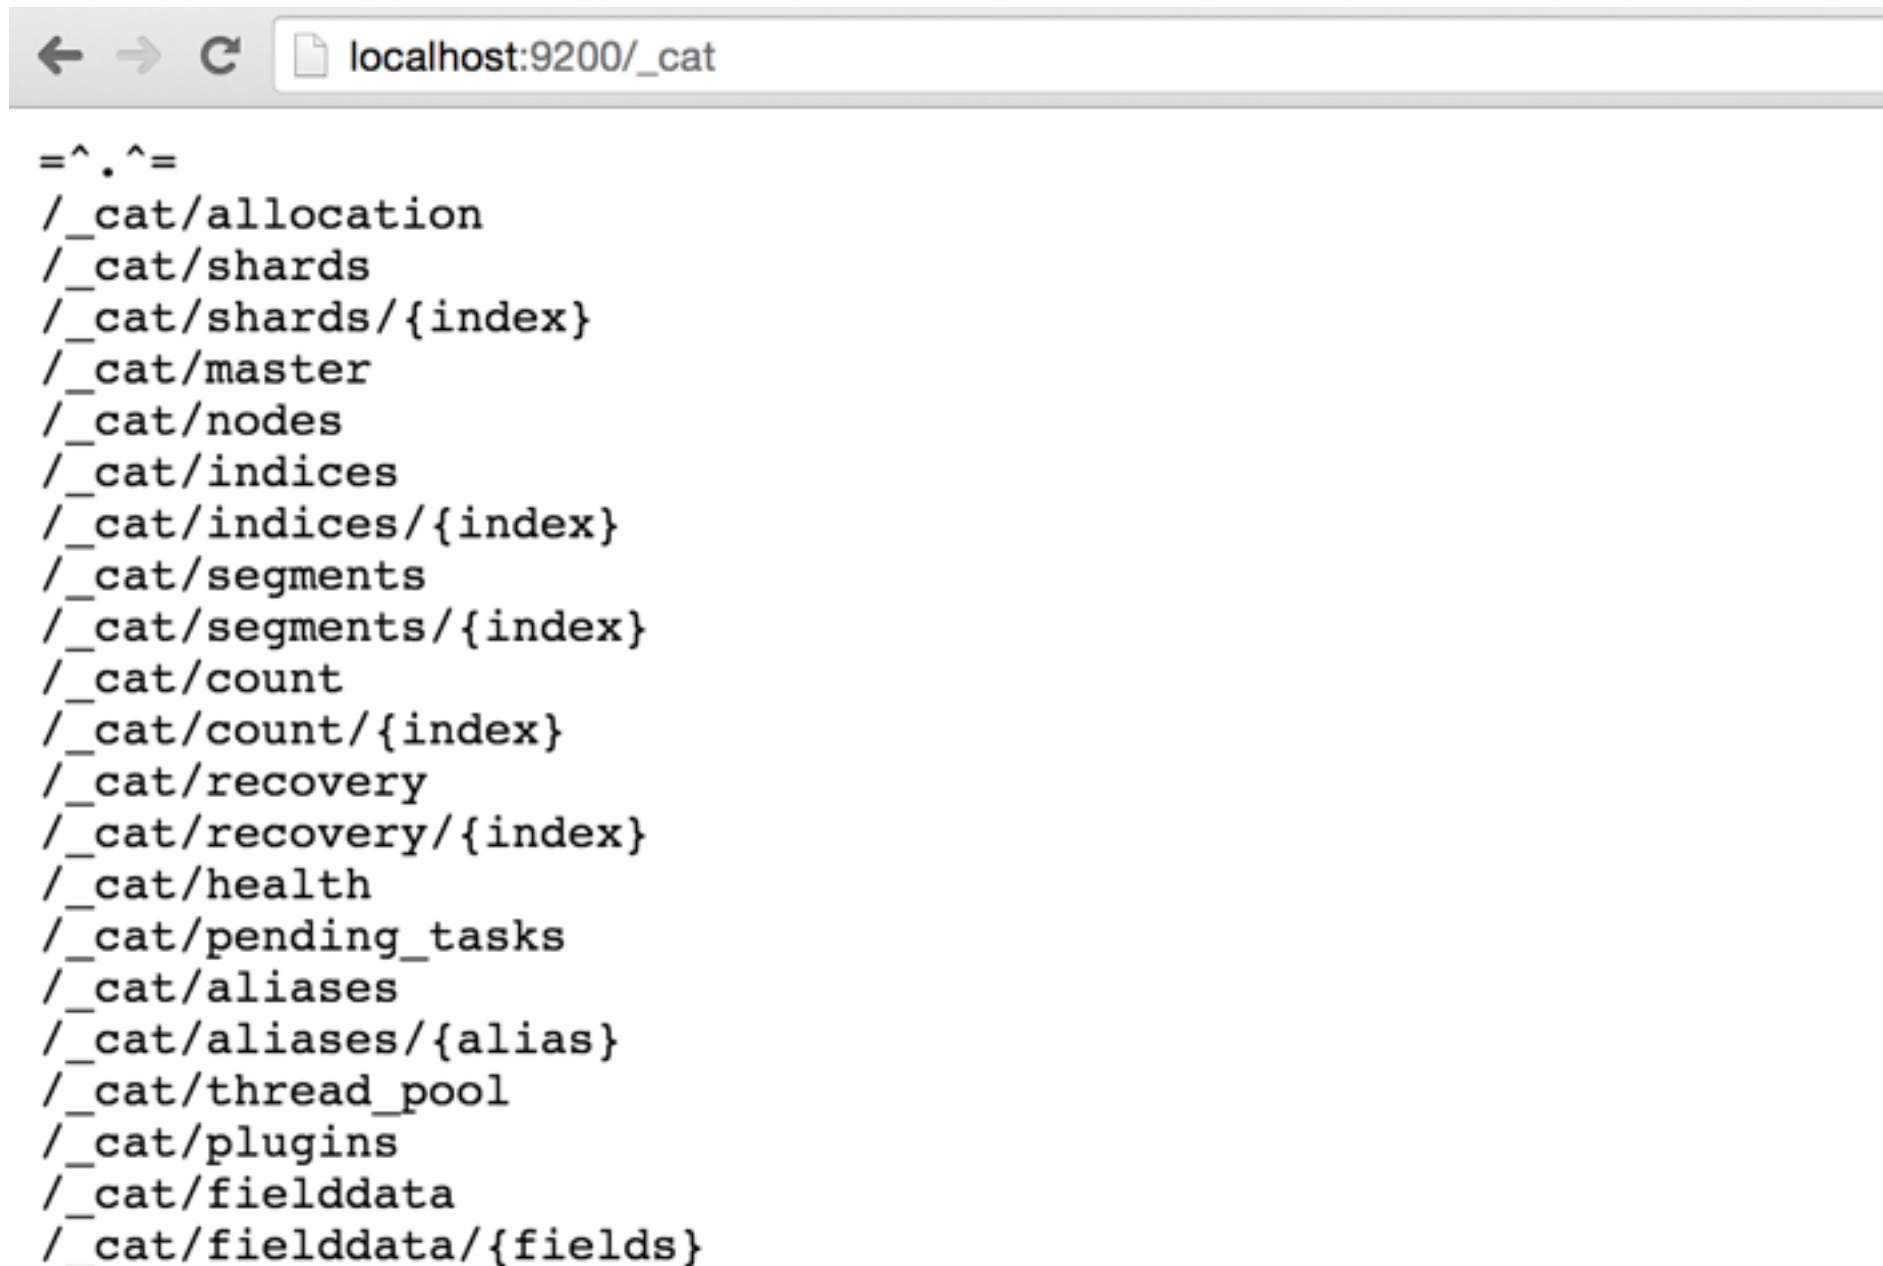 localhost:9200/_cat
=^.^=
/_cat/allocation
/_cat/shards
/_cat/shards/{index}
/_cat/master
/_cat/nodes
/_cat/indices
/_cat/indices/{index}
/_cat/segments
/_cat/segments/{index}
/_cat/count
/_cat/count/{index}
/_cat/recovery
/_cat/recovery/{index}
/_cat/health
/_cat/pending_tasks
/_cat/aliases
/_cat/aliases/{alias}
/_cat/thread_pool
/_cat/plugins
/_cat/fielddata
/_cat/fielddata/{fields}